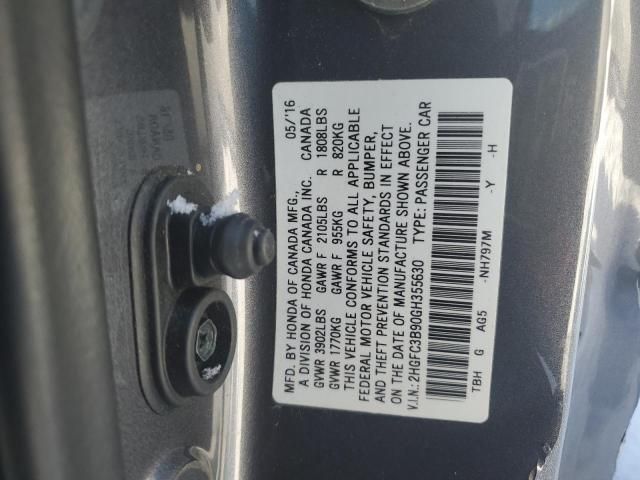 MFD. BY HONDA OF CANADA MFG., 05/'16
A DIVISION OF HONDA CANADA INC. CANADA
GVWR 3902LBS GAWR F 2105LBS R 1808LBS
GVWR 1770KG GAWR F 955KG R 820KG
THIS VEHICLE CONFORMS TO ALL APPLICABLE
FEDERAL MOTOR VEHICLE SAFETY, BUMPER,
AND THEFT PREVENTION STANDARDS IN EFFECT
ON THE DATE OF MANUFACTURE SHOWN ABOVE.
V.I.N.:2HGFC3B90GH355630 TYPE: PASSENGER CAR
TBH G AG5 -NH797M -Y -H